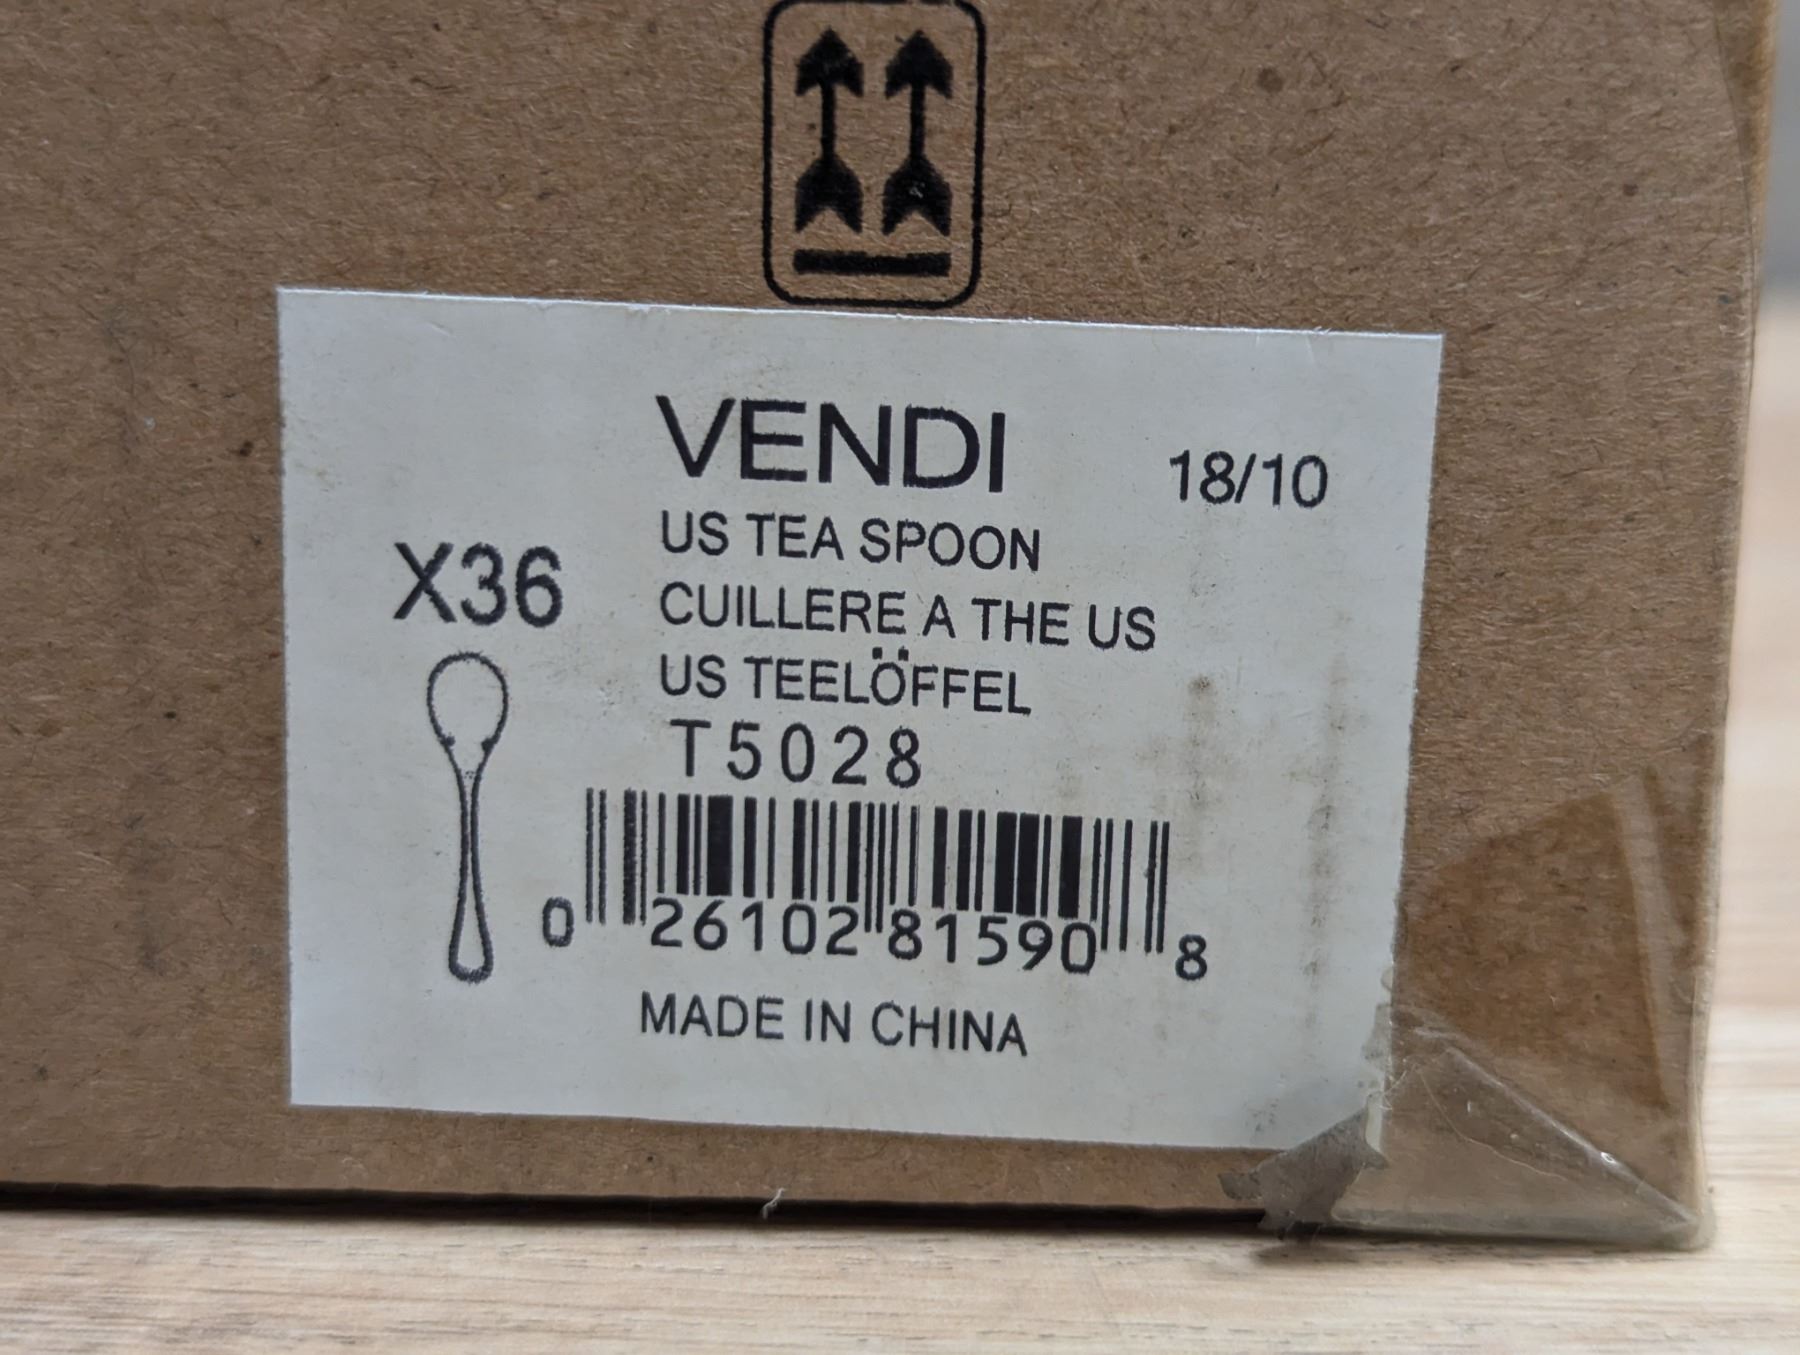 VENDI
18/10
X36
US TEA SPOON
CUILLERE A THE US
US TEELÖFFEL
T5028
0 26102 81590 8
MADE IN CHINA